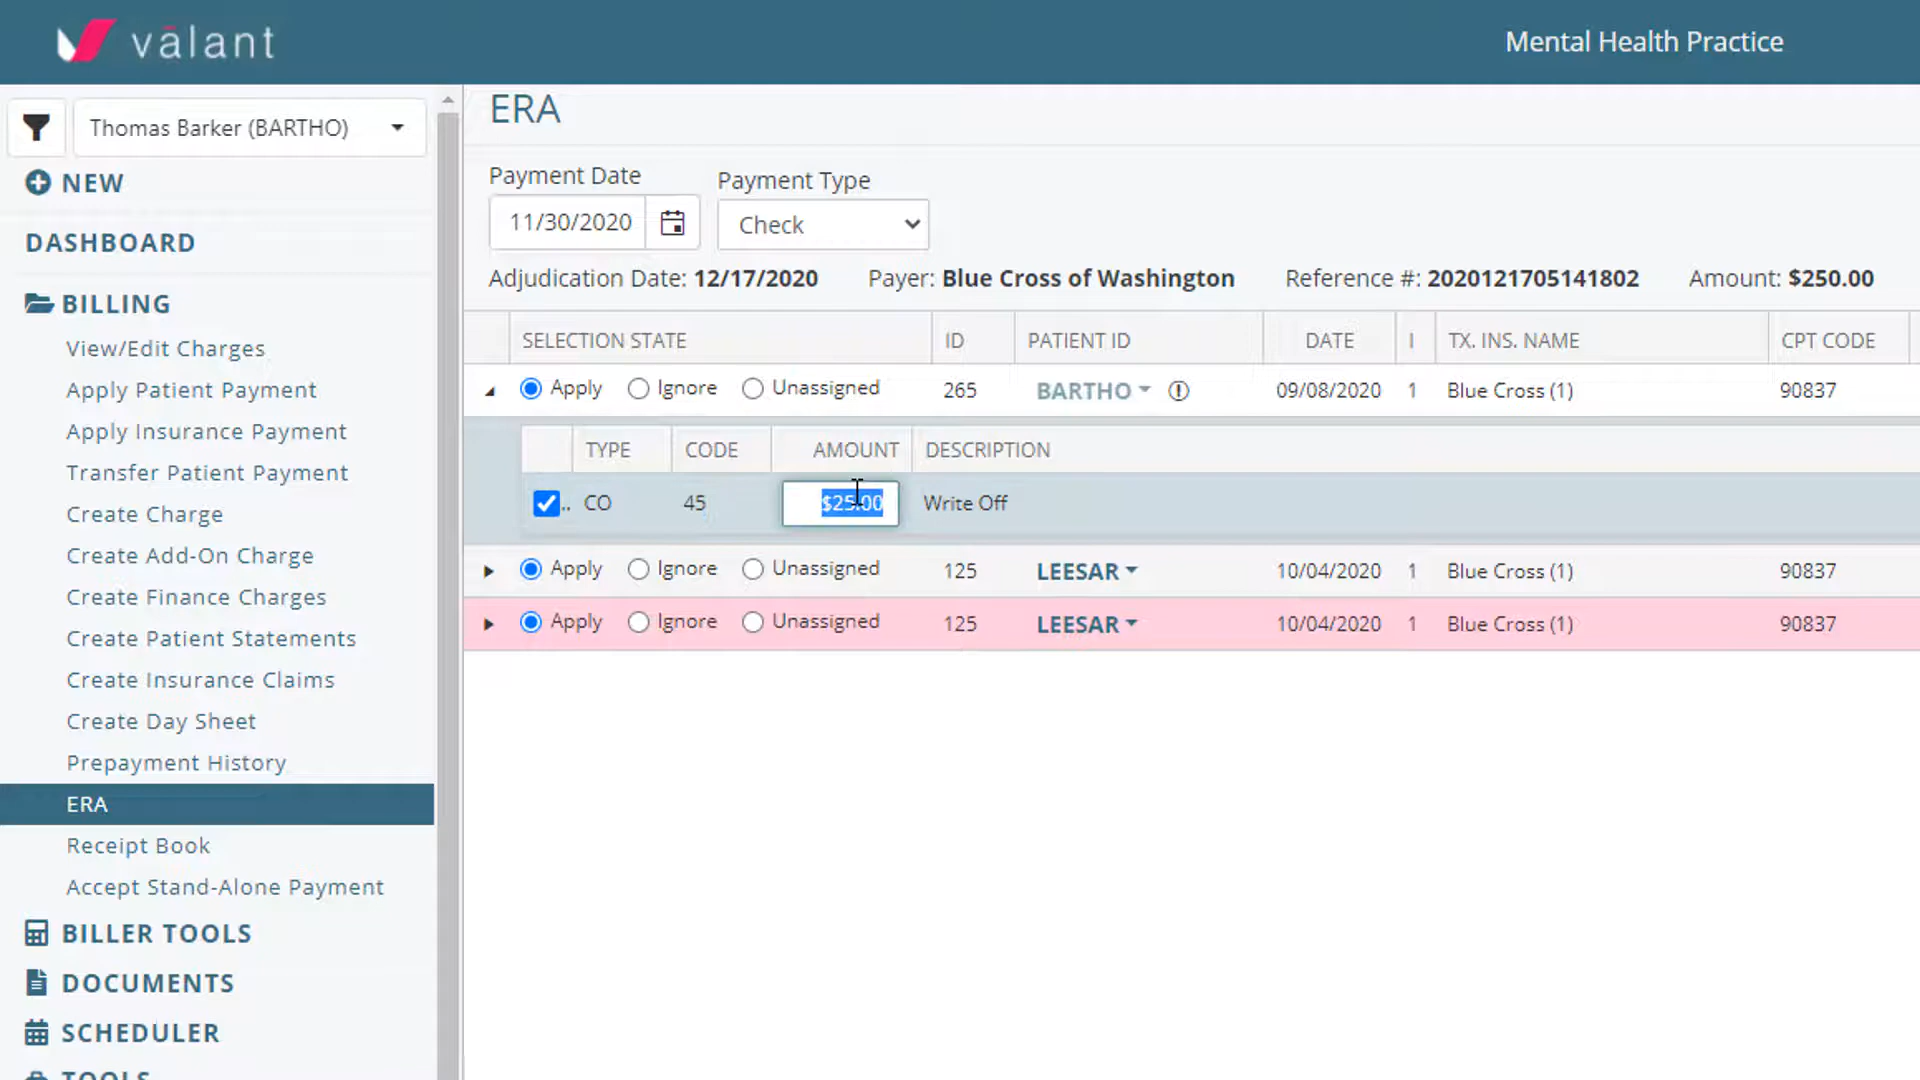 valant
Mental Health Practice
Thomas Barker (BARTHO)
NEW
DASHBOARD
BILLING
View/Edit Charges
Apply Patient Payment
Apply Insurance Payment
Transfer Patient Payment
Create Charge
Create Add-On Charge
Create Finance Charges
Create Patient Statements
Create Insurance Claims
Create Day Sheet
Prepayment History
ERA
Receipt Book
Accept Stand-Alone Payment
BILLER TOOLS
DOCUMENTS
SCHEDULER
TOOLS
ERA
Payment Date Payment Type
11/30/2020 Check
Adjudication Date: 12/17/2020 Payer: Blue Cross of Washington Reference #: 2020121705141802 Amount: $250.00
SELECTION STATE ID PATIENT ID DATE I TX. INS. NAME CPT CODE
Apply Ignore Unassigned 265 BARTHO 09/08/2020 1 Blue Cross (1) 90837
TYPE CODE AMOUNT DESCRIPTION
.. CO 45 $25.00 Write Off
Apply Ignore Unassigned 125 LEESAR 10/04/2020 1 Blue Cross (1) 90837
Apply Ignore Unassigned 125 LEESAR 10/04/2020 1 Blue Cross (1) 90837